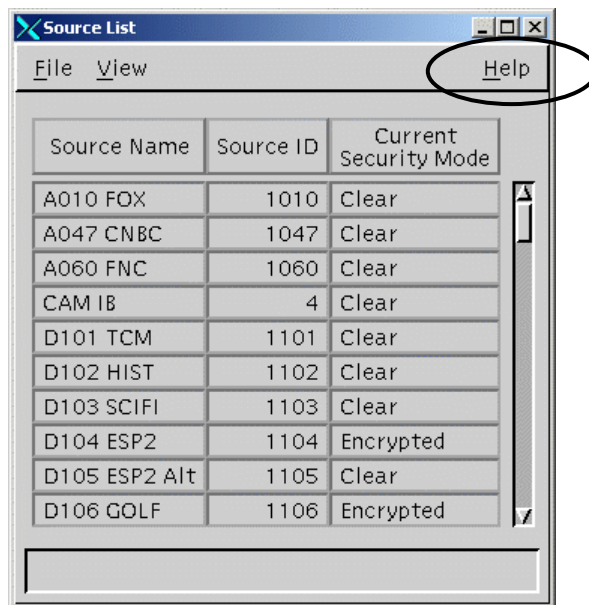 Source List
File View Help
Source Name Source ID Current Security Mode
A010 FOX 1010 Clear
A047 CNBC 1047 Clear
A060 FNC 1060 Clear
CAM IB 4 Clear
D101 TCM 1101 Clear
D102 HIST 1102 Clear
D103 SCIFI 1103 Clear
D104 ESP2 1104 Encrypted
D105 ESP2 Alt 1105 Clear
D106 GOLF 1106 Encrypted